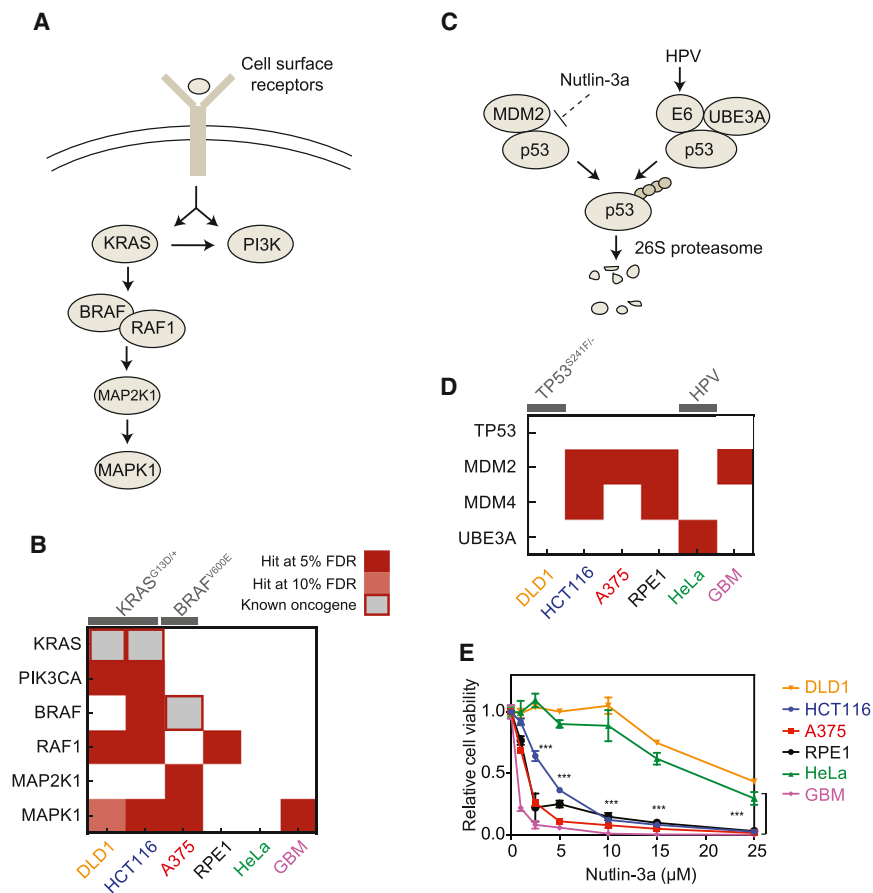 A
Cell surface
receptors
KRAS
PI3K
BRAF
RAF1
MAP2K1
MAPK1
B
KRAS^G13D/+
BRAF^V600E
Hit at 5% FDR
Hit at 10% FDR
Known oncogene
KRAS
PIK3CA
BRAF
RAF1
MAP2K1
MAPK1
DLD1
HCT116
A375
RPE1
HeLa
GBM
C
HPV
Nutlin-3a
MDM2
p53
E6
UBE3A
p53
p53
26S proteasome
D
TP53^S241F/-
HPV
TP53
MDM2
MDM4
UBE3A
DLD1
HCT116
A375
RPE1
HeLa
GBM
E
Relative cell viability
1.0
0.5
0.0
***
***
***
***
***
0
5
10
15
20
25
Nutlin-3a (µM)
DLD1
HCT116
A375
RPE1
HeLa
GBM